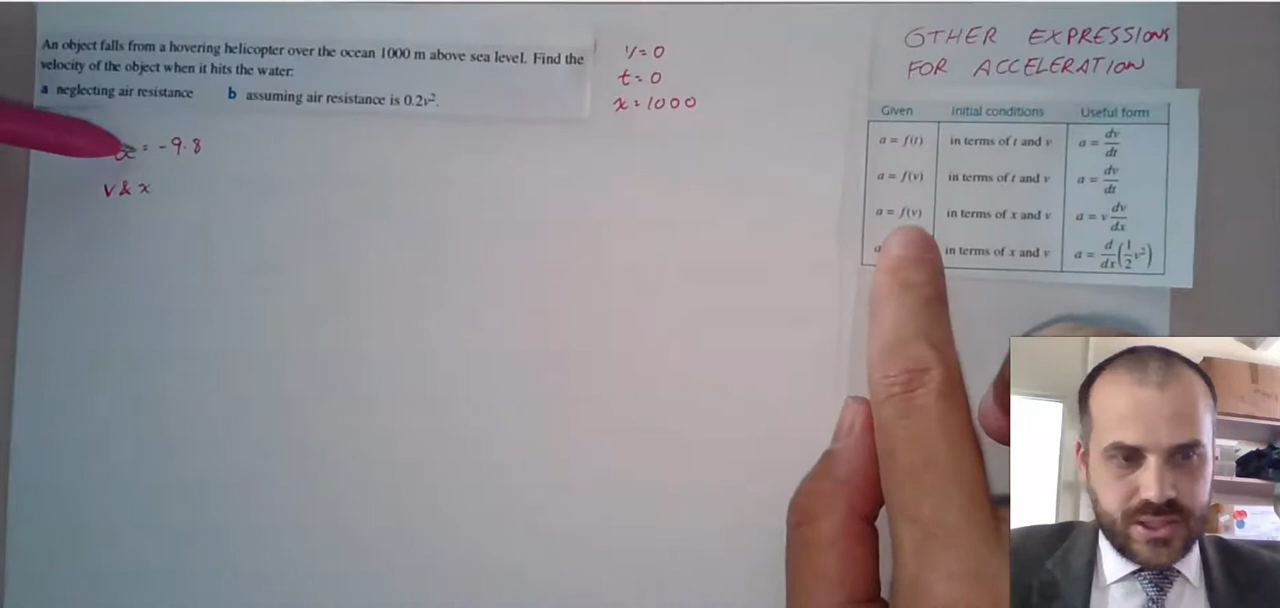 An object falls from a hovering helicopter over the ocean 1000 m above sea level. Find the
velocity of the object when it hits the water:
a neglecting air resistance b assuming air resistance is 0.2v².
v = 0
t = 0
x = 1000
= -9.8
V & x
OTHER EXPRESSIONS
FOR ACCELERATION
Given Initial conditions Useful form
a = f(t) in terms of t and v a = dv/dt
a = f(v) in terms of t and v a = dv/dt
a = f(v) in terms of x and v a = v dv/dx
a in terms of x and v a = d/dx(1/2 v²)